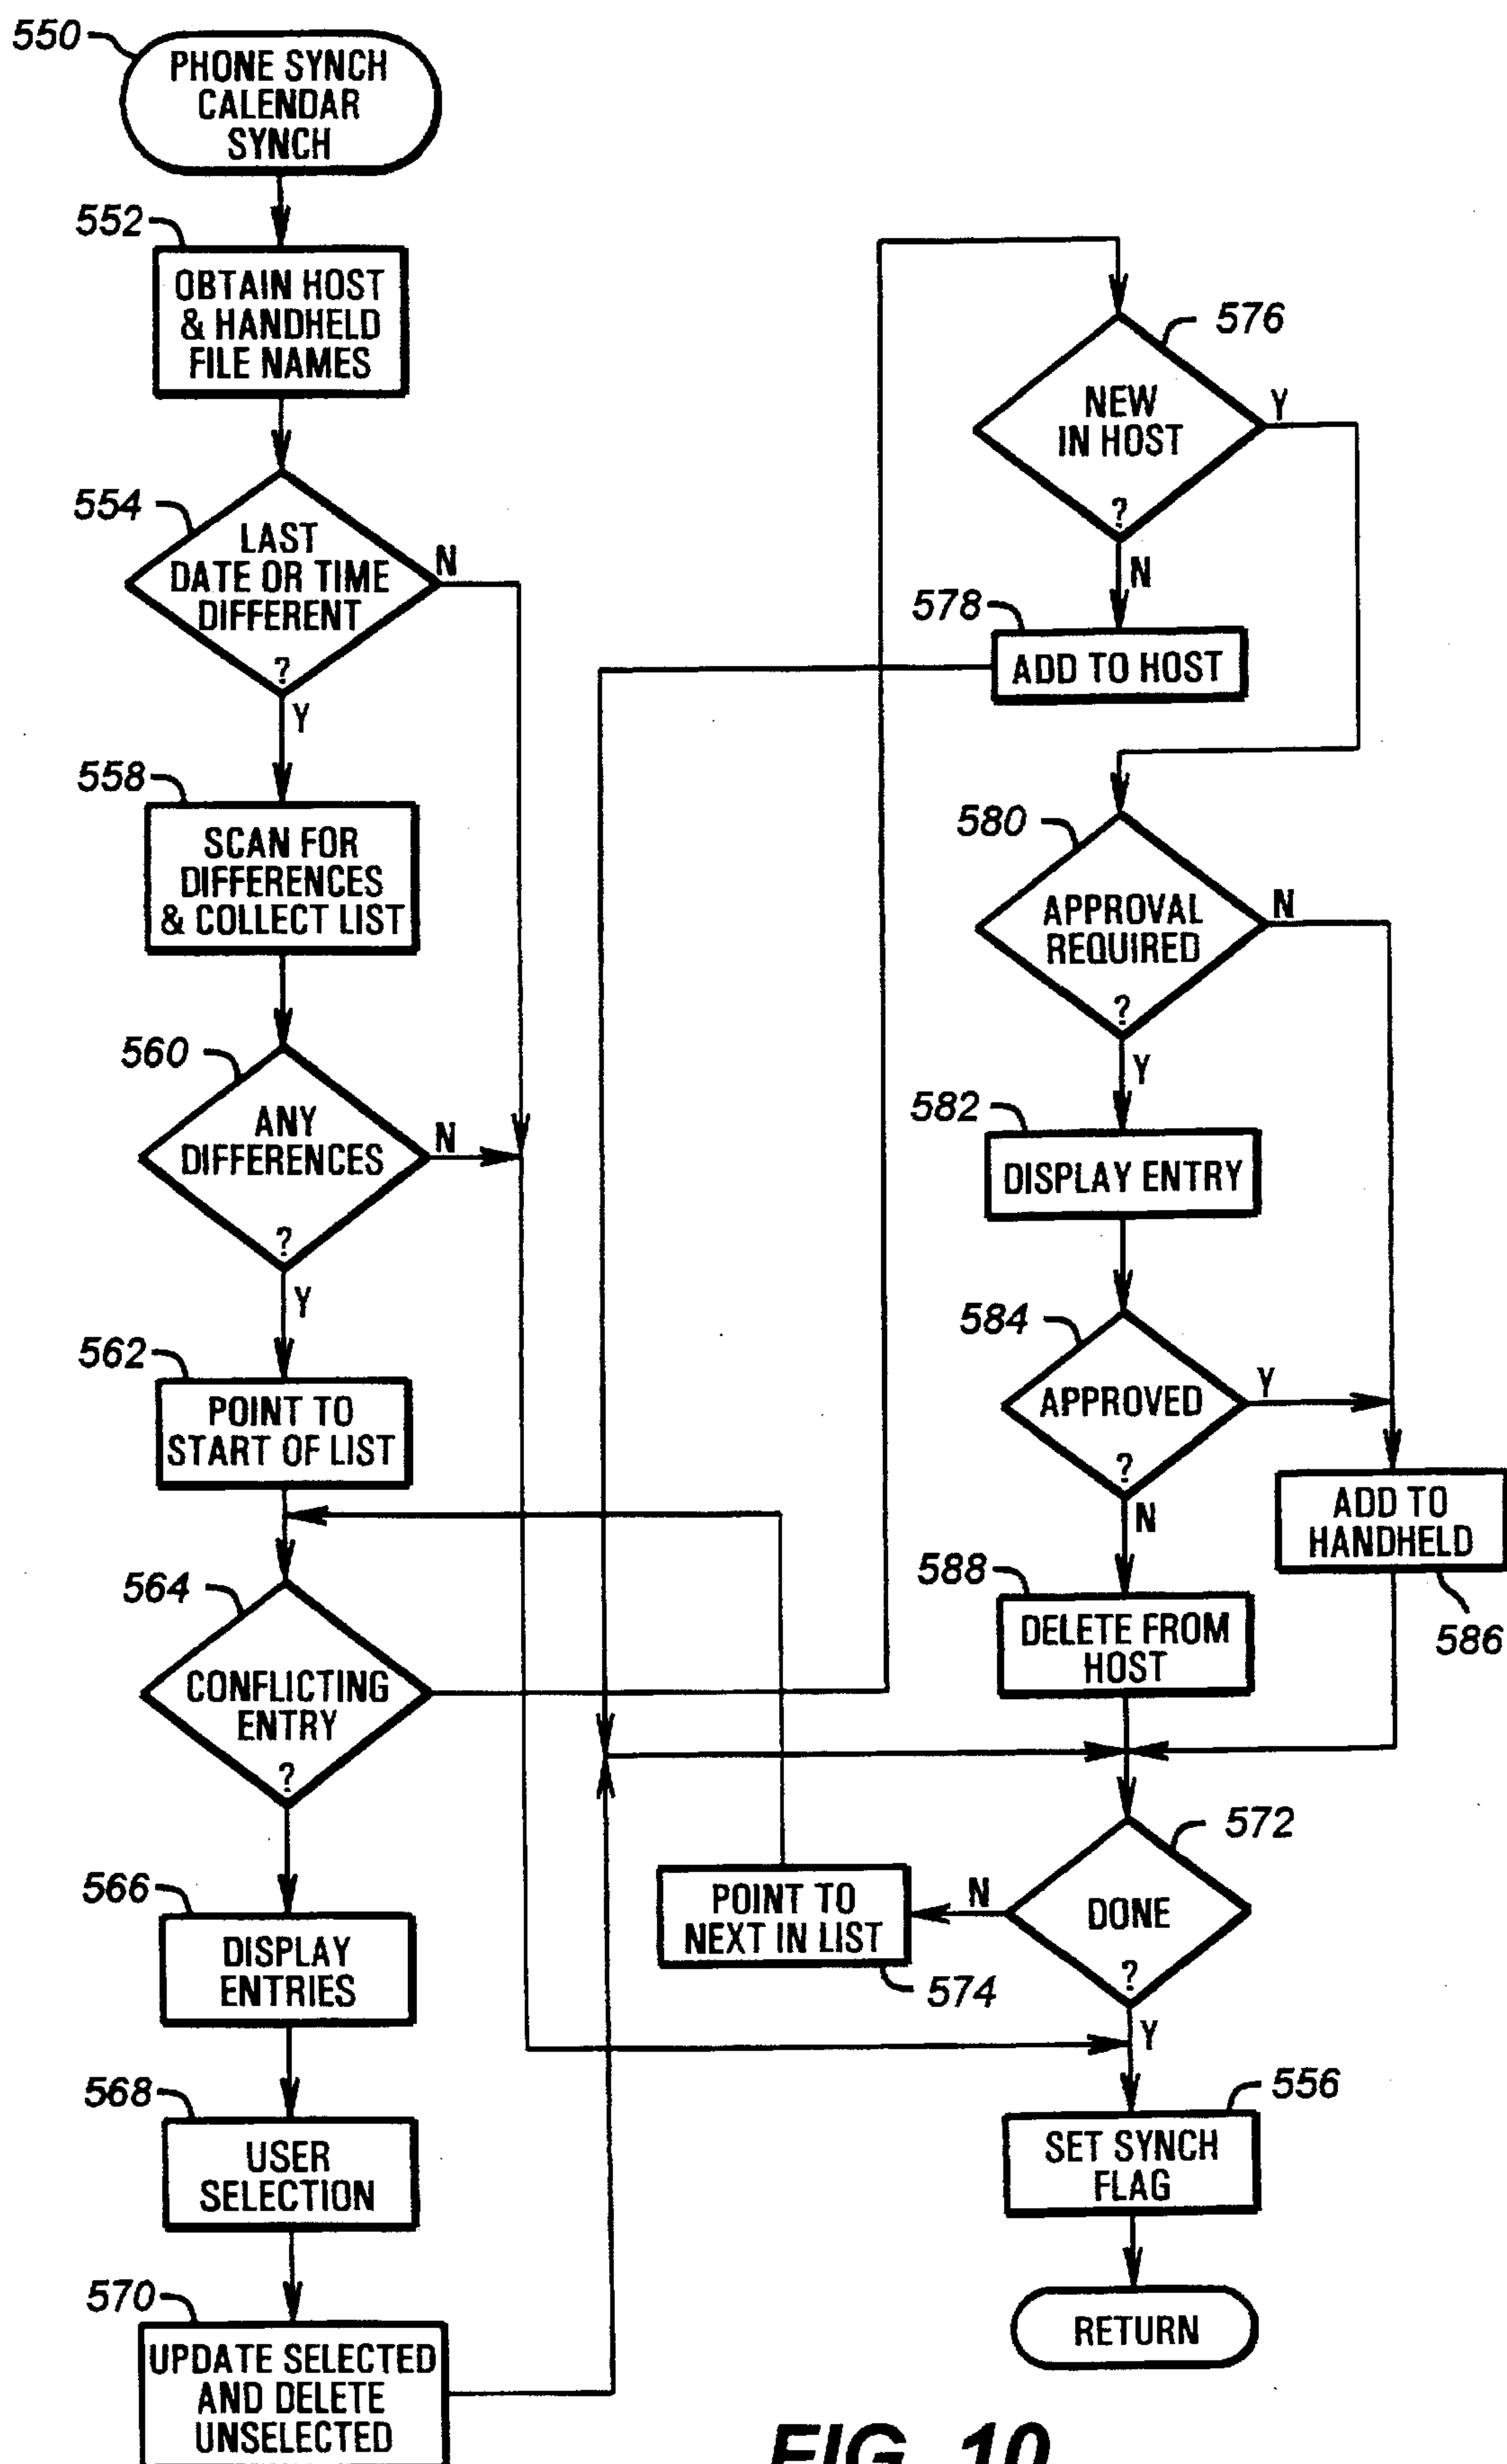 550
PHONE SYNCH
CALENDAR
SYNCH
552
OBTAIN HOST
& HANDHELD
FILE NAMES
554
LAST
DATE OR TIME
DIFFERENT
?
N
Y
558
SCAN FOR
DIFFERENCES
& COLLECT LIST
560
ANY
DIFFERENCES
?
N
Y
562
POINT TO
START OF LIST
564
CONFLICTING
ENTRY
?
566
DISPLAY
ENTRIES
568
USER
SELECTION
570
UPDATE SELECTED
AND DELETE
UNSELECTED
576
NEW
IN HOST
?
Y
N
578
ADD TO HOST
580
APPROVAL
REQUIRED
?
N
Y
582
DISPLAY ENTRY
584
APPROVED
?
Y
N
ADD TO
HANDHELD
586
588
DELETE FROM
HOST
572
DONE
?
N
Y
POINT TO
NEXT IN LIST
574
556
SET SYNCH
FLAG
RETURN
FIG. 10